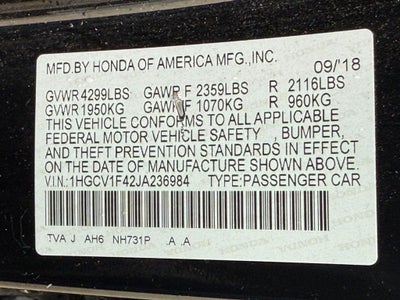 MFD.BY HONDA OF AMERICA MFG.,INC.
09/'18
GVWR 4299LBS GAWR F 2359LBS R 2116LBS
GVWR 1950KG GAWR F 1070KG R 960KG
THIS VEHICLE CONFORMS TO ALL APPLICABLE
FEDERAL MOTOR VEHICLE SAFETY , BUMPER,
AND THEFT PREVENTION STANDARDS IN EFFECT
ON THE DATE OF MANUFACTURE SHOWN ABOVE.
V.I.N.: 1HGCV1F42JA236984 TYPE:PASSENGER CAR
TVA J AH6 NH731P .A .A